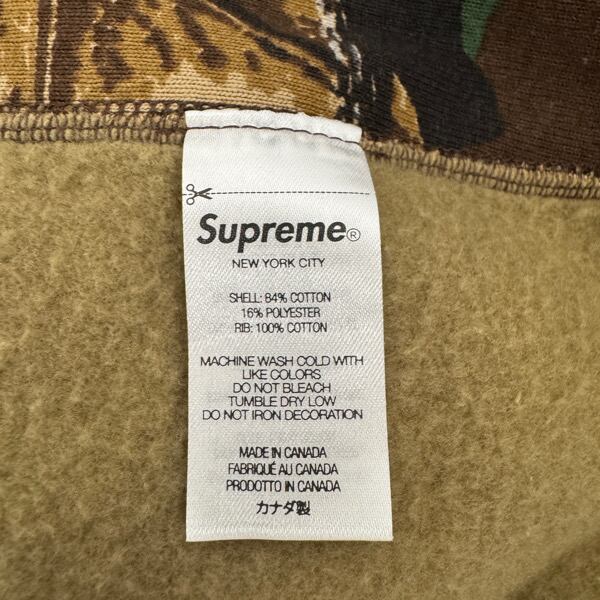 Supreme®
NEW YORK CITY
SHELL: 84% COTTON
16% POLYESTER
RIB: 100% COTTON
MACHINE WASH COLD WITH
LIKE COLORS
DO NOT BLEACH
TUMBLE DRY LOW
DO NOT IRON DECORATION
MADE IN CANADA
FABRIQUÉ AU CANADA
PRODOTTO IN CANADA
カナダ製